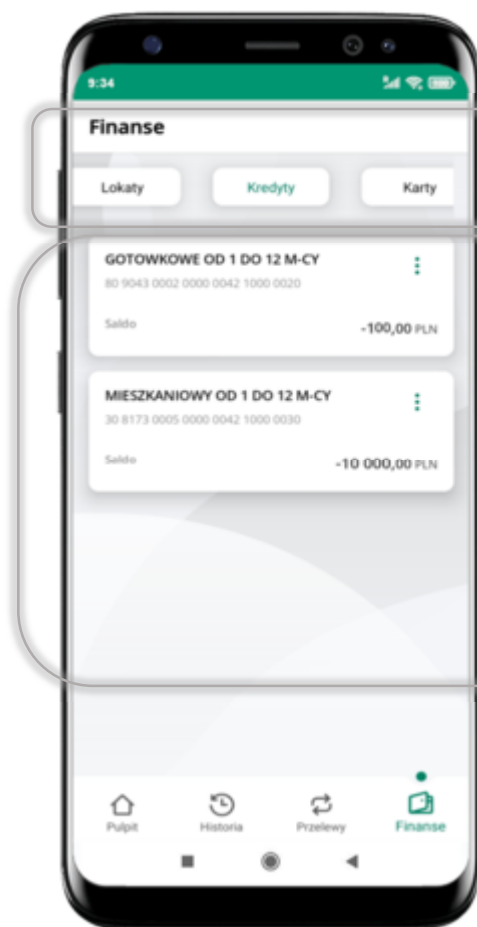 9:34
Finanse
Lokaty Kredyty Karty
GOTOWKOWE OD 1 DO 12 M-CY
80 9043 0002 0000 0042 1000 0020
Saldo -100,00 PLN
MIESZKANIOWY OD 1 DO 12 M-CY
30 8173 0005 0000 0042 1000 0030
Saldo -10 000,00 PLN
Pulpit Historia Przelewy Finanse